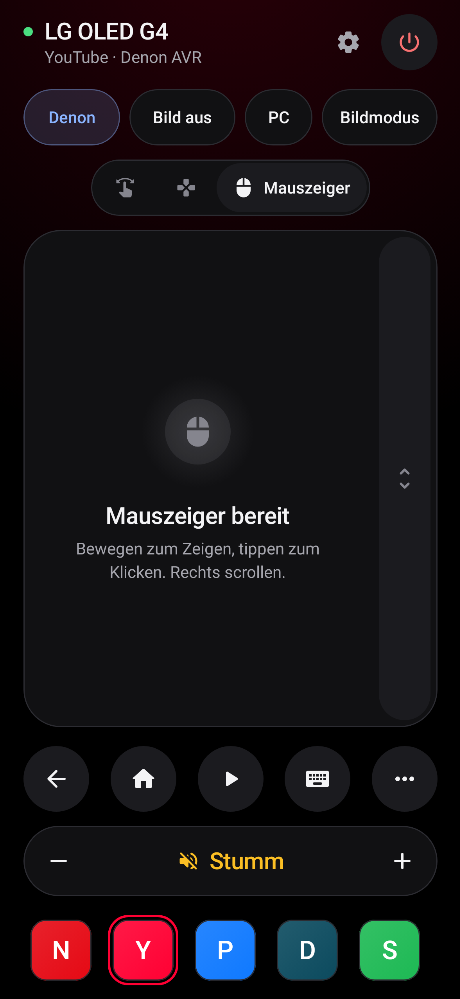 LG OLED G4
YouTube · Denon AVR
Denon
Bild aus
PC
Bildmodus
Mauszeiger
Mauszeiger bereit
Bewegen zum Zeigen, tippen zum
Klicken. Rechts scrollen.
Stumm
N
Y
P
D
S